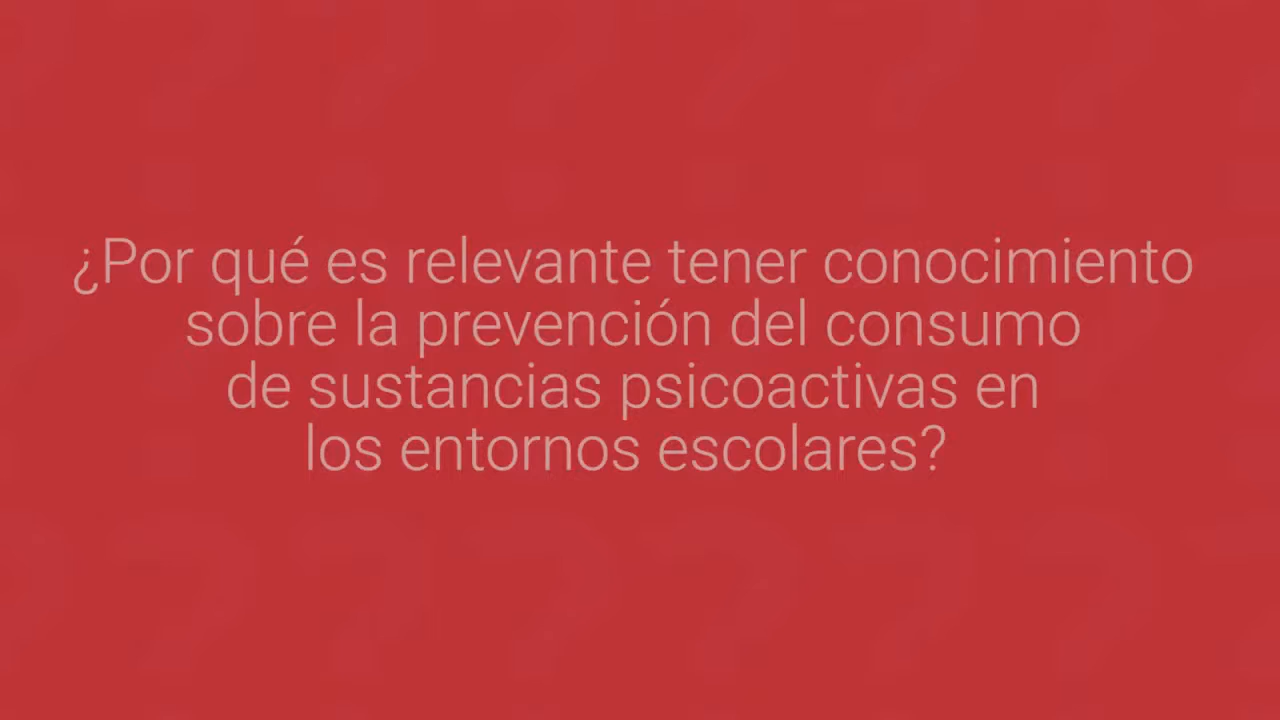 ¿Por qué es relevante tener conocimiento
sobre la prevención del consumo
de sustancias psicoactivas en
los entornos escolares?